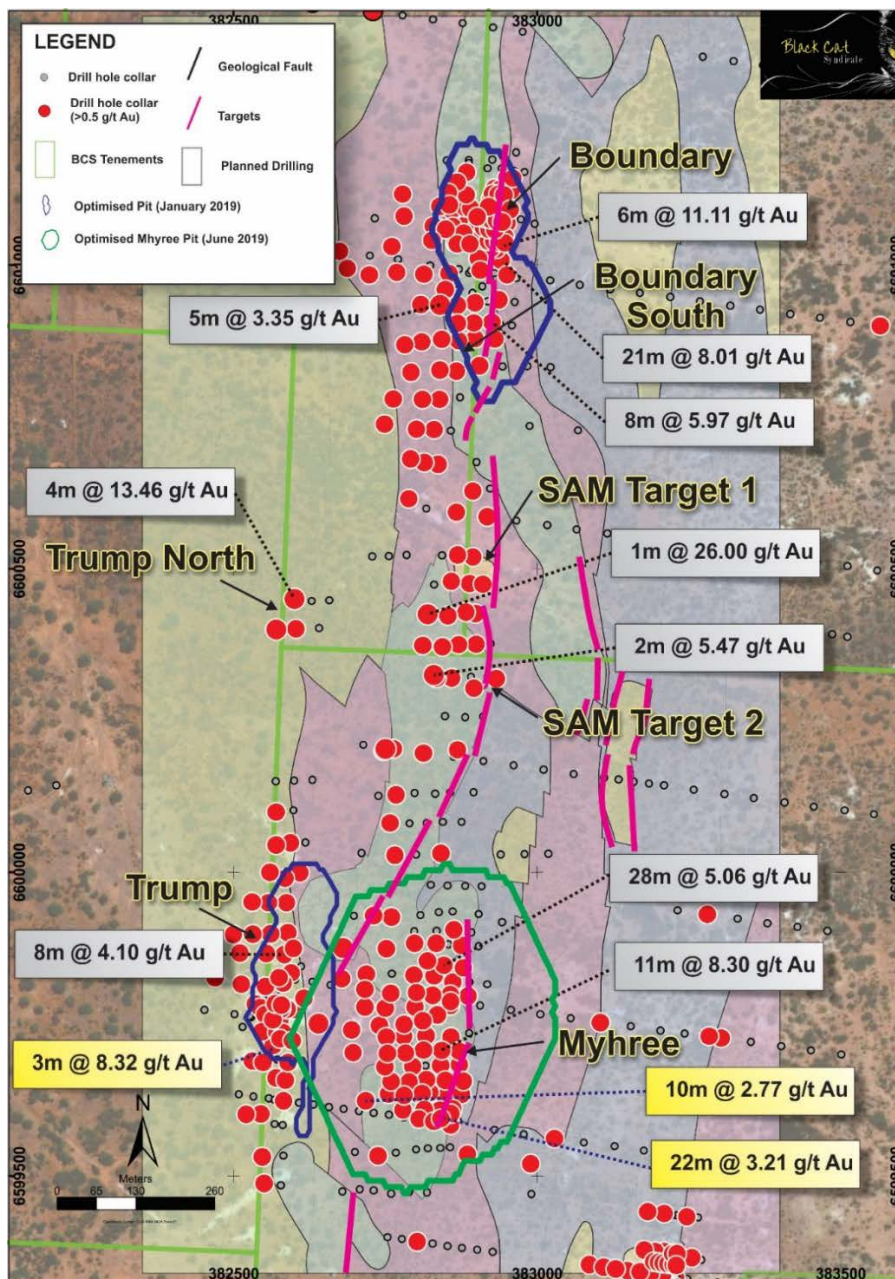 382500
383000
LEGEND
Drill hole collar
Geological Fault
Drill hole collar
(>0.5 g/t Au)
Targets
BCS Tenements
Planned Drilling
Optimised Pit (January 2019)
Optimised Mhyree Pit (June 2019)
Black Cat
Syndicate
Boundary
6m @ 11.11 g/t Au
6601000
Boundary
South
5m @ 3.35 g/t Au
21m @ 8.01 g/t Au
8m @ 5.97 g/t Au
4m @ 13.46 g/t Au
SAM Target 1
Trump North
1m @ 26.00 g/t Au
6600500
2m @ 5.47 g/t Au
SAM Target 2
6600000
6600000
28m @ 5.06 g/t Au
Trump
8m @ 4.10 g/t Au
11m @ 8.30 g/t Au
Myhree
3m @ 8.32 g/t Au
10m @ 2.77 g/t Au
N
22m @ 3.21 g/t Au
6599500
Meters
0 65 130 260
382500
383000
383500